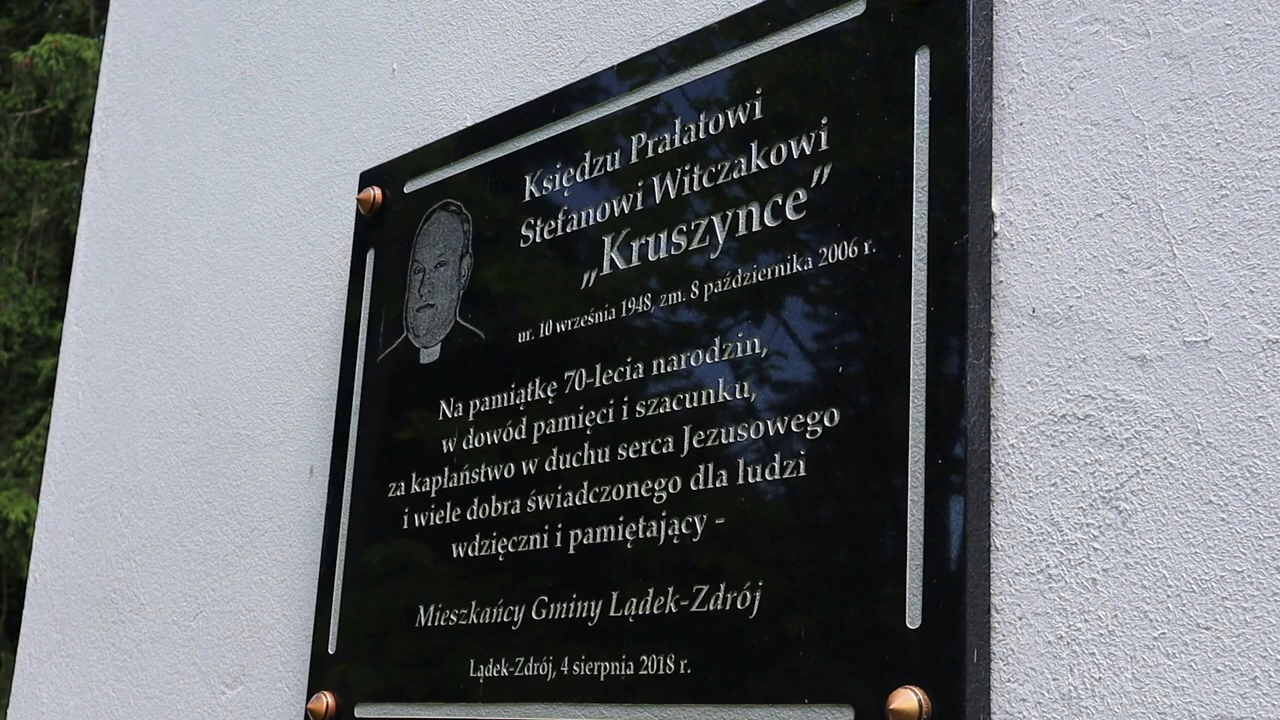 Księdzu Prałatowi
Stefanowi Witczakowi
„Kruszynce”
ur. 10 września 1948, zm. 8 października 2006 r.
Na pamiątkę 70-lecia narodzin,
w dowód pamięci i szacunku,
za kapłaństwo w duchu serca Jezusowego
i wiele dobra świadczonego dla ludzi
wdzięczni i pamiętający -
Mieszkańcy Gminy Lądek-Zdrój
Lądek-Zdrój, 4 sierpnia 2018 r.